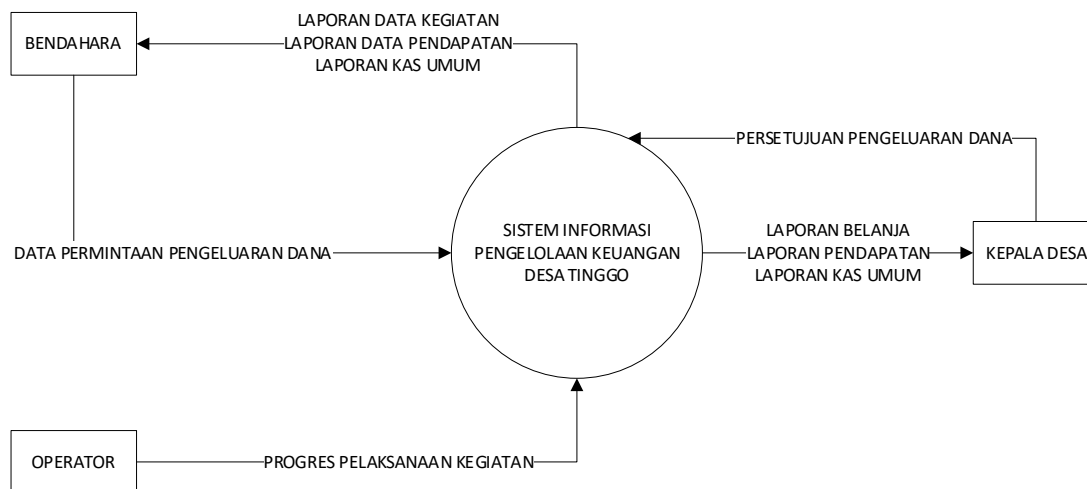 LAPORAN DATA KEGIATAN
LAPORAN DATA PENDAPATAN
LAPORAN KAS UMUM
BENDAHARA
PERSETUJUAN PENGELUARAN DANA
DATA PERMINTAAN PENGELUARAN DANA
SISTEM INFORMASI
PENGELOLAAN KEUANGAN
DESA TINGGO
LAPORAN BELANJA
LAPORAN PENDAPATAN
LAPORAN KAS UMUM
KEPALA DESA
OPERATOR
PROGRES PELAKSANAAN KEGIATAN